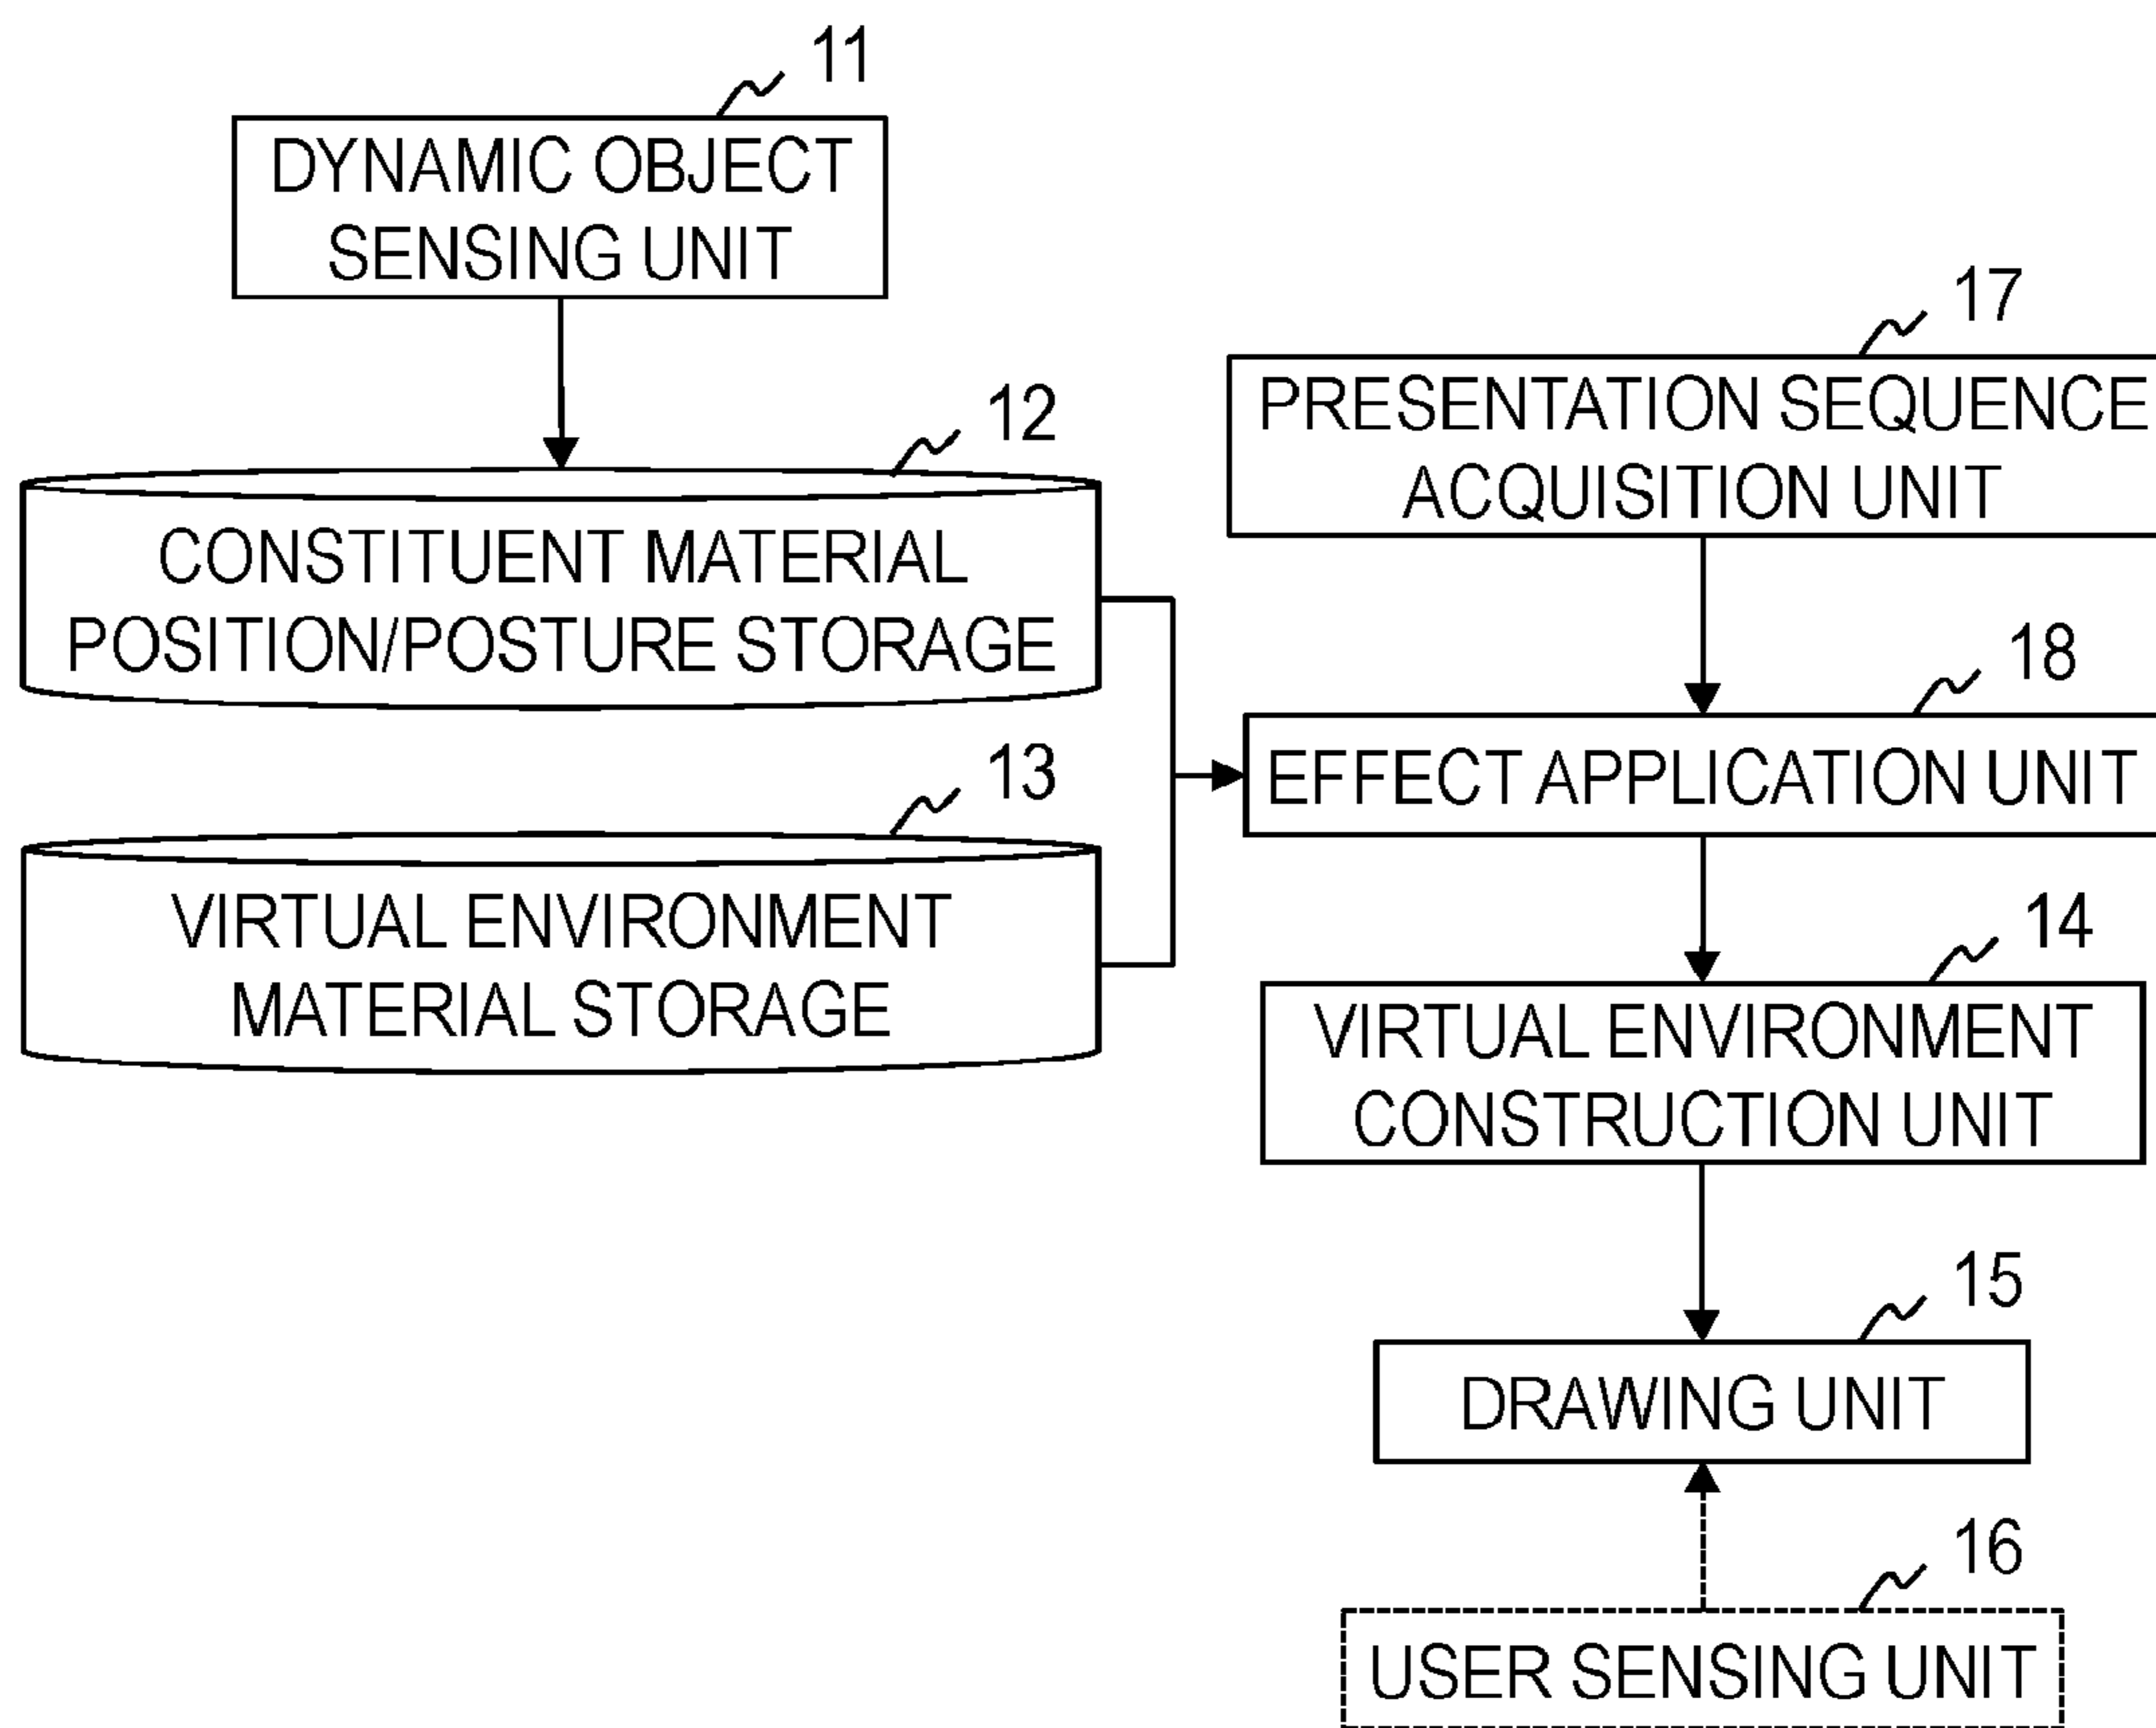 11
DYNAMIC OBJECT
SENSING UNIT
12
CONSTITUENT MATERIAL
POSITION/POSTURE STORAGE
13
VIRTUAL ENVIRONMENT
MATERIAL STORAGE
17
PRESENTATION SEQUENCE
ACQUISITION UNIT
18
EFFECT APPLICATION UNIT
14
VIRTUAL ENVIRONMENT
CONSTRUCTION UNIT
15
DRAWING UNIT
16
USER SENSING UNIT